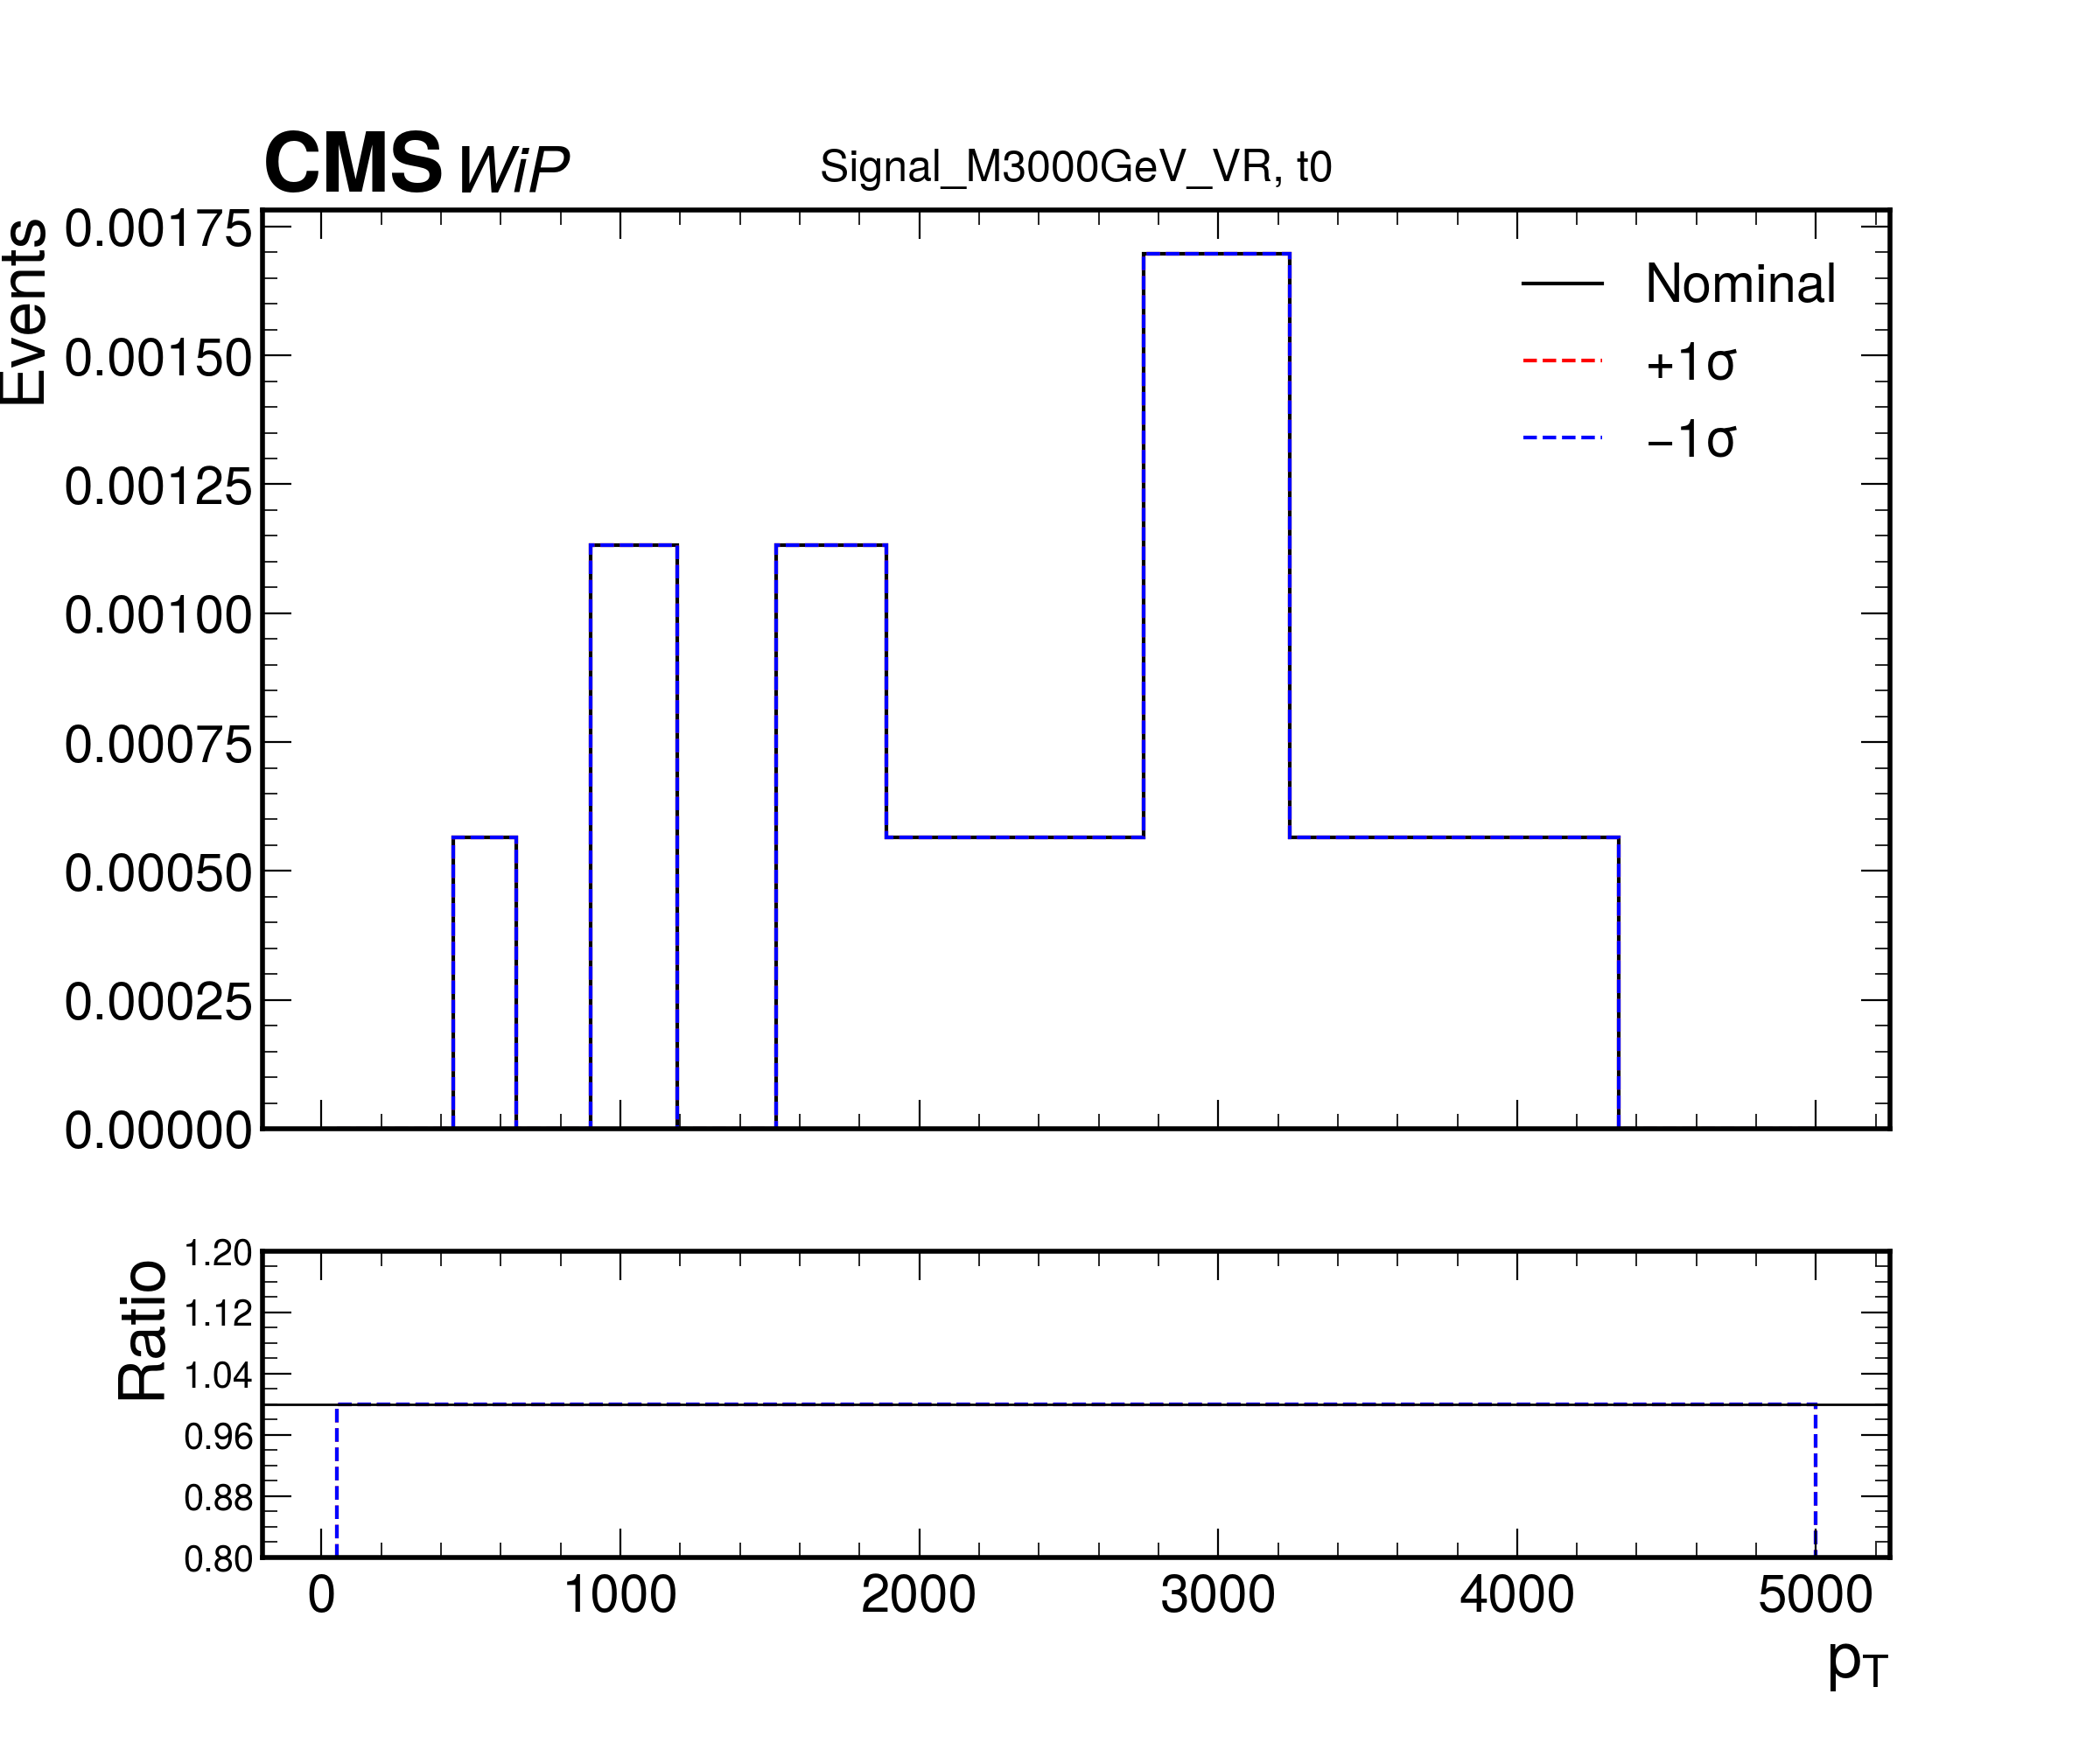 CMS WiP
Signal_M3000GeV_VR, t0
Events
0.00175
0.00150
0.00125
0.00100
0.00075
0.00050
0.00025
0.00000
Nominal
+1σ
−1σ
Ratio
1.20
1.12
1.04
0.96
0.88
0.80
0 1000 2000 3000 4000 5000
pT